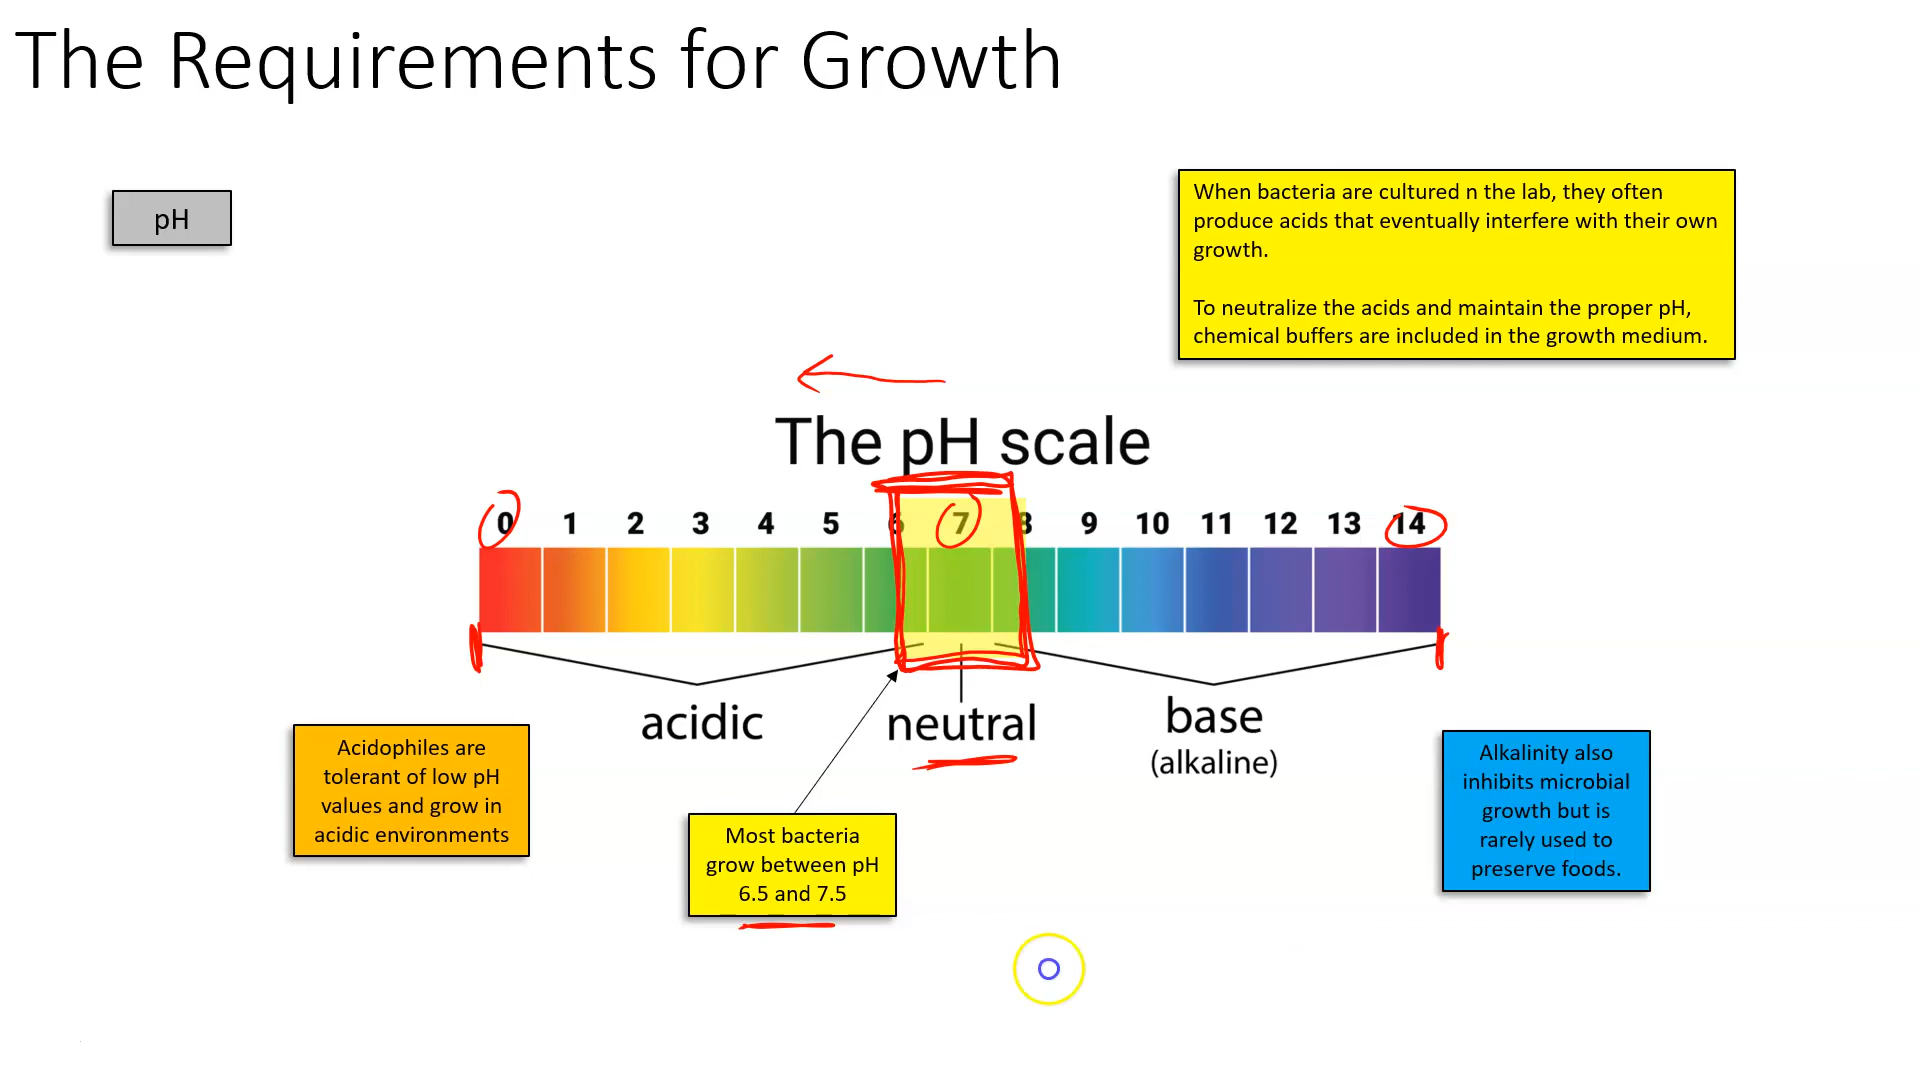 The Requirements for Growth
pH
When bacteria are cultured n the lab, they often
produce acids that eventually interfere with their own
growth.
To neutralize the acids and maintain the proper pH,
chemical buffers are included in the growth medium.
The pH scale
0 1 2 3 4 5 6 7 8 9 10 11 12 13 14
acidic
neutral
base
(alkaline)
Acidophiles are
tolerant of low pH
values and grow in
acidic environments
Most bacteria
grow between pH
6.5 and 7.5
Alkalinity also
inhibits microbial
growth but is
rarely used to
preserve foods.